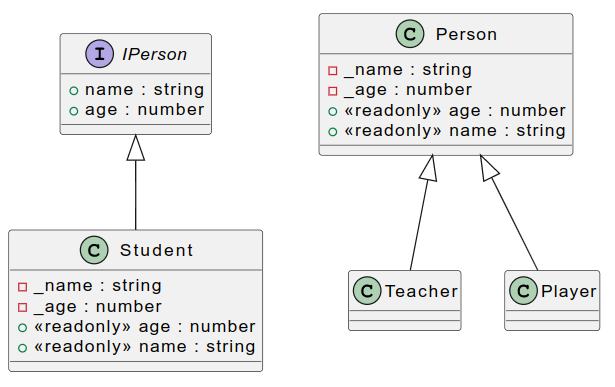 I IPerson
name : string
age : number
C Person
_name : string
_age : number
«readonly» age : number
«readonly» name : string
C Student
_name : string
_age : number
«readonly» age : number
«readonly» name : string
C Teacher
C Player